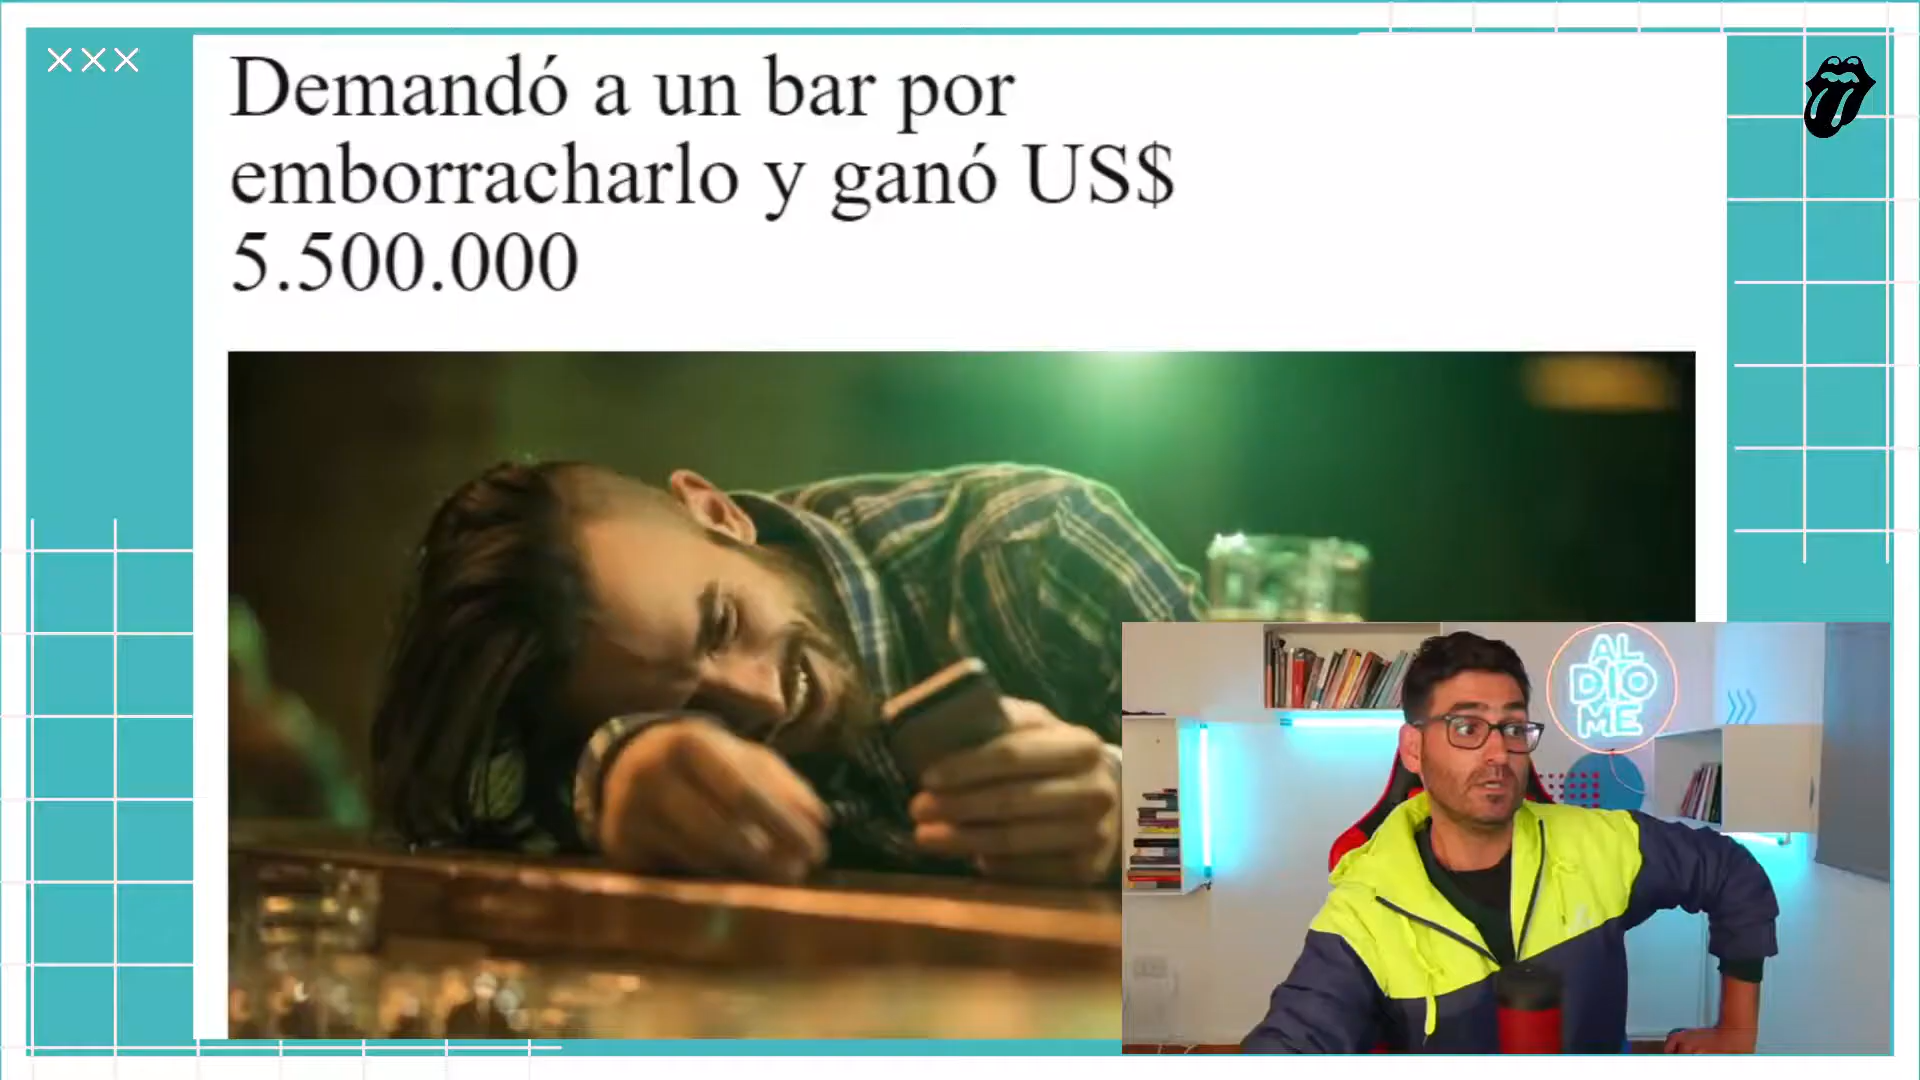 Demandó a un bar por
emborracharlo y ganó US$
5.500.000
AL
DIO
ME